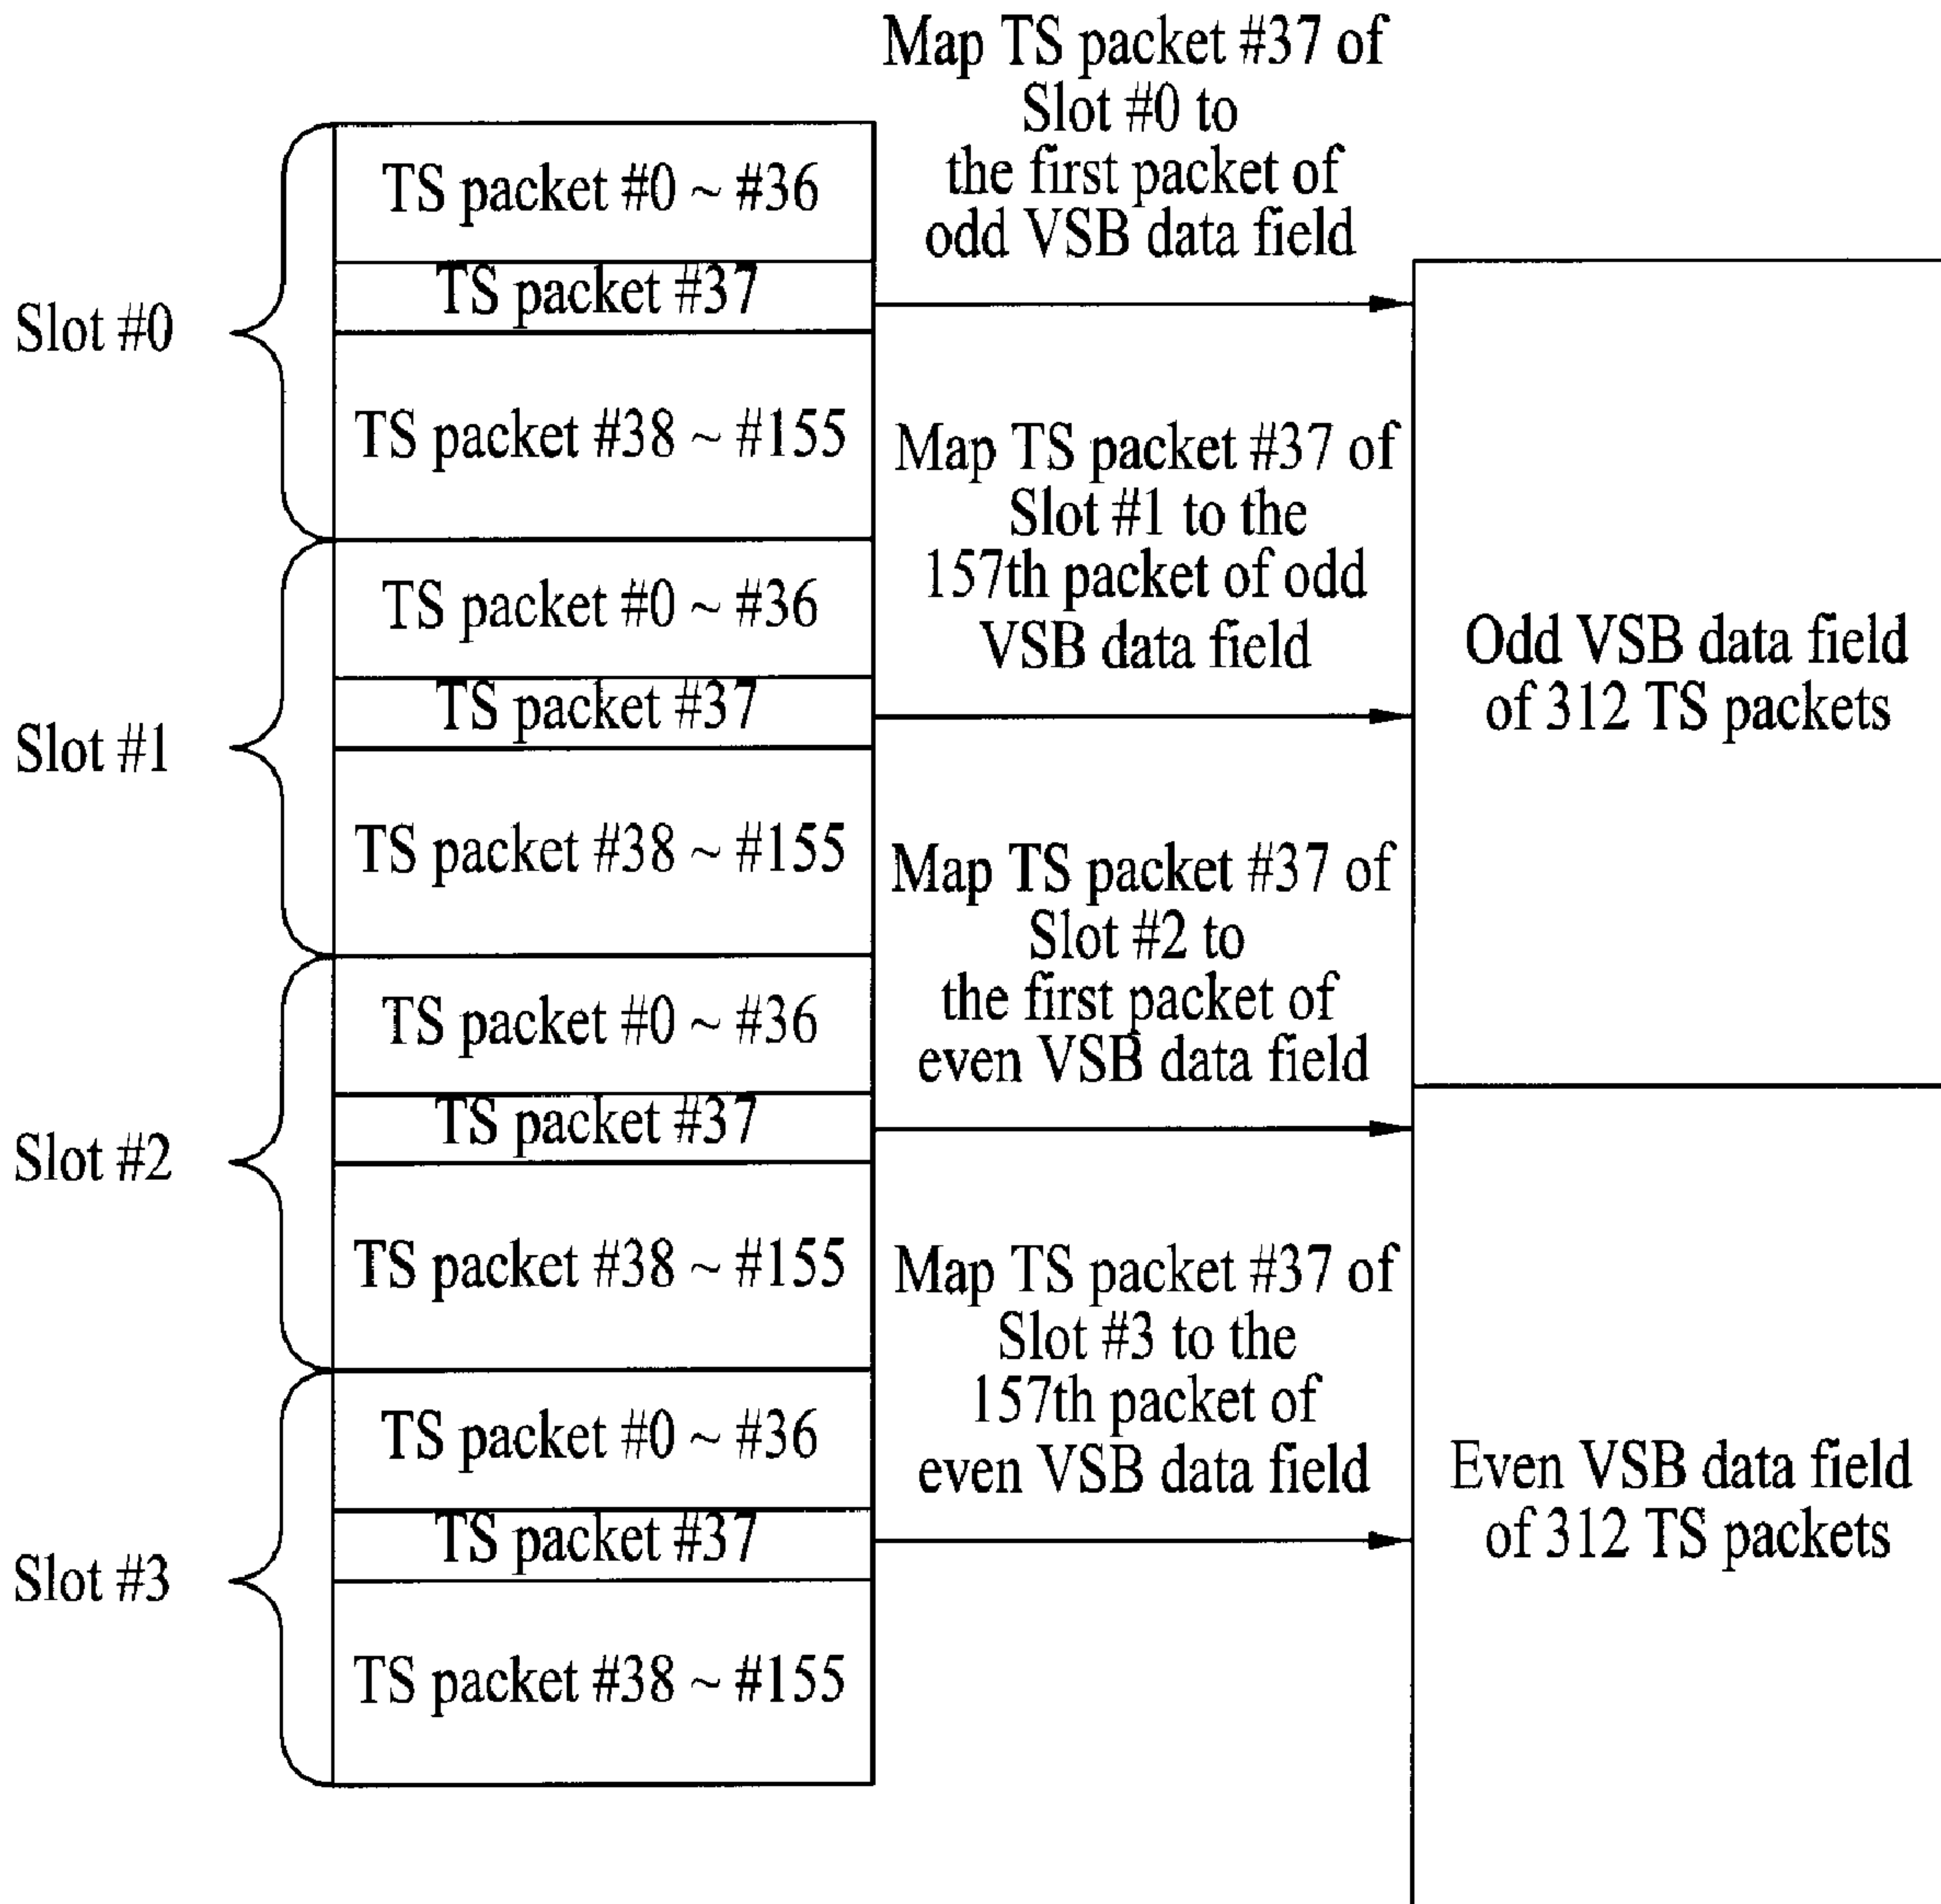 Map TS packet #37 of
Slot #0 to
the first packet of
odd VSB data field
TS packet #0 ~ #36
TS packet #37
Slot #0
TS packet #38 ~ #155
Map TS packet #37 of
Slot #1 to the
157th packet of odd
VSB data field
TS packet #0 ~ #36
TS packet #37
Slot #1
TS packet #38 ~ #155
Odd VSB data field
of 312 TS packets
Map TS packet #37 of
Slot #2 to
the first packet of
even VSB data field
TS packet #0 ~ #36
TS packet #37
Slot #2
TS packet #38 ~ #155
Map TS packet #37 of
Slot #3 to the
157th packet of
even VSB data field
TS packet #0 ~ #36
TS packet #37
Slot #3
TS packet #38 ~ #155
Even VSB data field
of 312 TS packets